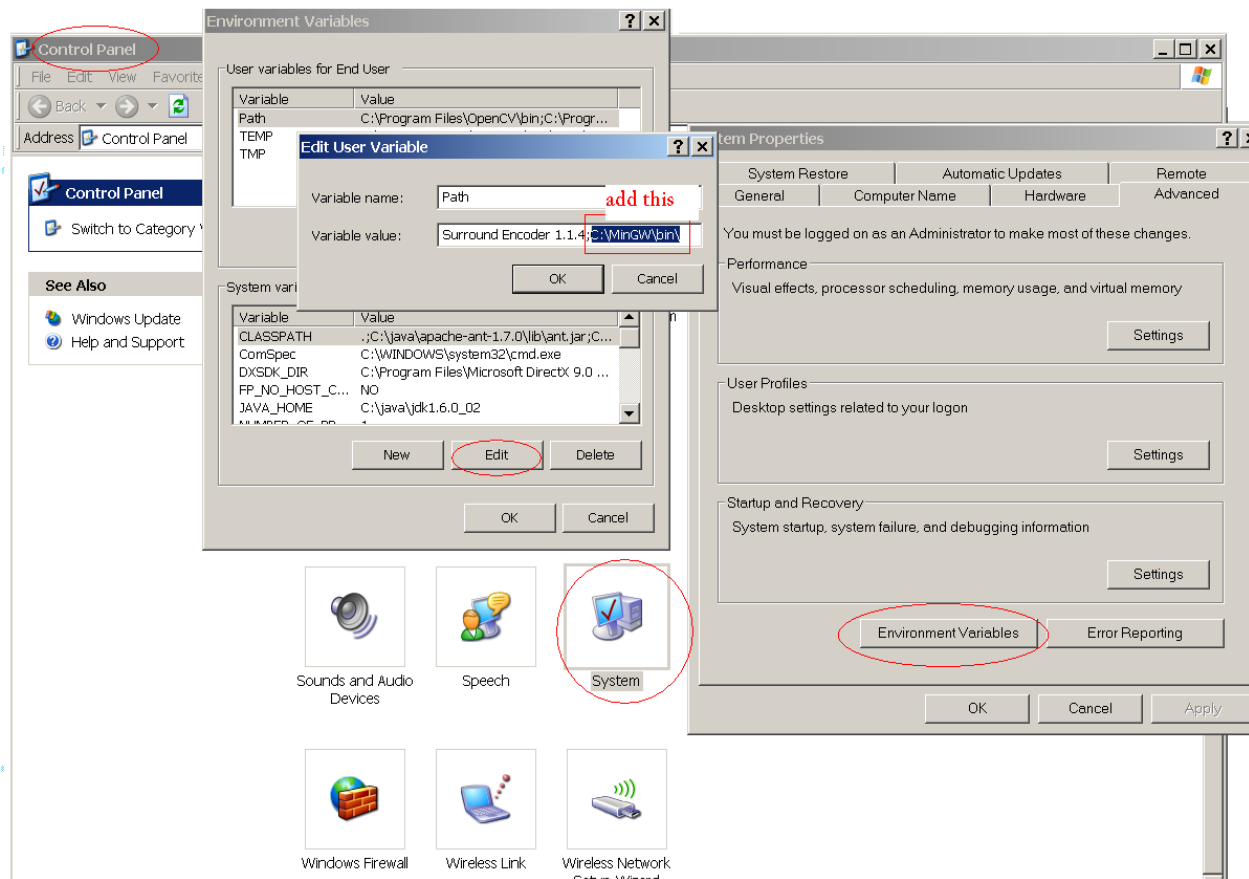 Environment Variables
Control Panel
File Edit View Favorite
Back
Address Control Panel
Control Panel
Switch to Category
See Also
Windows Update
Help and Support
User variables for End User
Variable Value
Path C:\Program Files\OpenCV\bin;C:\Progr...
TEMP
TMP
Edit User Variable
Variable name: Path
add this
Variable value: Surround Encoder 1.1.4;C:\MinGW\bin\
OK Cancel
System vari
Variable Value
CLASSPATH .;C:\java\apache-ant-1.7.0\lib\ant.jar;C...
ComSpec C:\WINDOWS\system32\cmd.exe
DXSDK_DIR C:\Program Files\Microsoft DirectX 9.0 ...
FP_NO_HOST_C... NO
JAVA_HOME C:\java\jdk1.6.0_02
New Edit Delete
OK Cancel
tem Properties
System Restore Automatic Updates Remote
General Computer Name Hardware Advanced
You must be logged on as an Administrator to make most of these changes.
Performance
Visual effects, processor scheduling, memory usage, and virtual memory
Settings
User Profiles
Desktop settings related to your logon
Settings
Startup and Recovery
System startup, system failure, and debugging information
Settings
Environment Variables Error Reporting
OK Cancel Apply
Sounds and Audio Devices
Speech
System
Windows Firewall
Wireless Link
Wireless Network